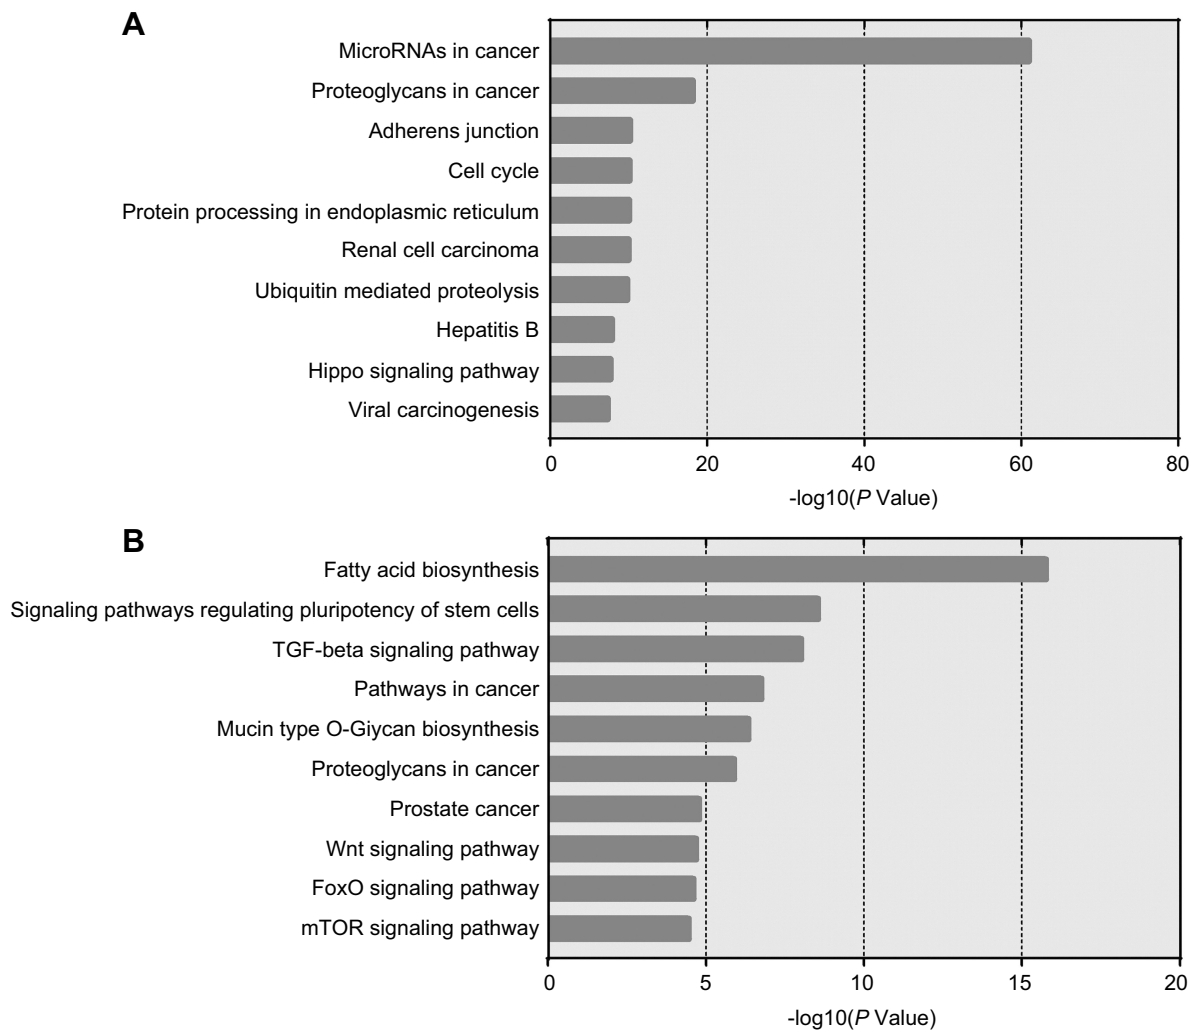 A
MicroRNAs in cancer
Proteoglycans in cancer
Adherens junction
Cell cycle
Protein processing in endoplasmic reticulum
Renal cell carcinoma
Ubiquitin mediated proteolysis
Hepatitis B
Hippo signaling pathway
Viral carcinogenesis
0 20 40 60 80
-log10(P Value)
B
Fatty acid biosynthesis
Signaling pathways regulating pluripotency of stem cells
TGF-beta signaling pathway
Pathways in cancer
Mucin type O-Giycan biosynthesis
Proteoglycans in cancer
Prostate cancer
Wnt signaling pathway
FoxO signaling pathway
mTOR signaling pathway
0 5 10 15 20
-log10(P Value)